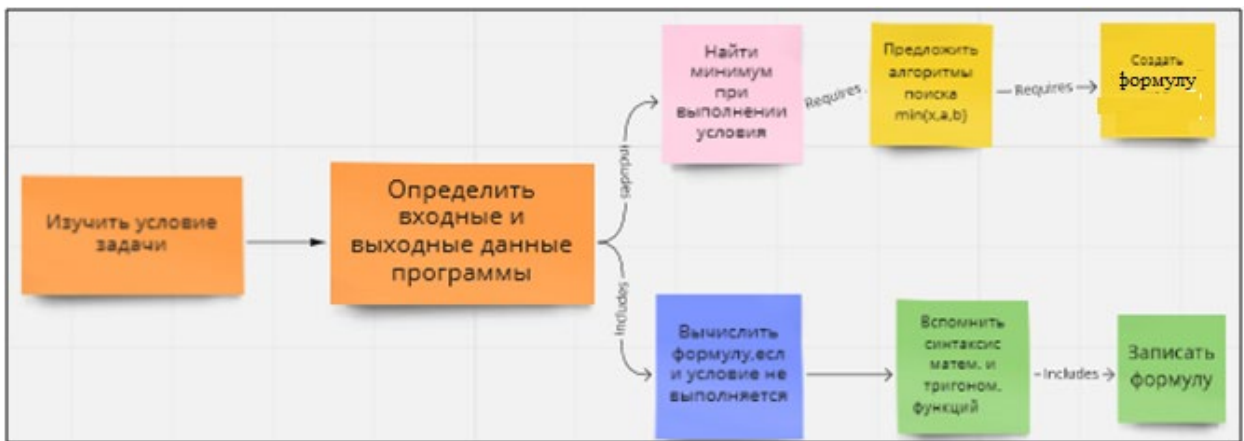 Изучить условие
задачи
Определить
входные и
выходные данные
программы
includes
Найти
минимум
при
выполнении
условия
Requires
Предложить
алгоритмы
поиска
min(x,a,b)
Requires
Создать
формулу
Includes
Вычислить
формулу,есл
и условие не
выполняется
Вспомнить
синтаксис
матем. и
тригоном.
функций
Includes
Записать
формулу